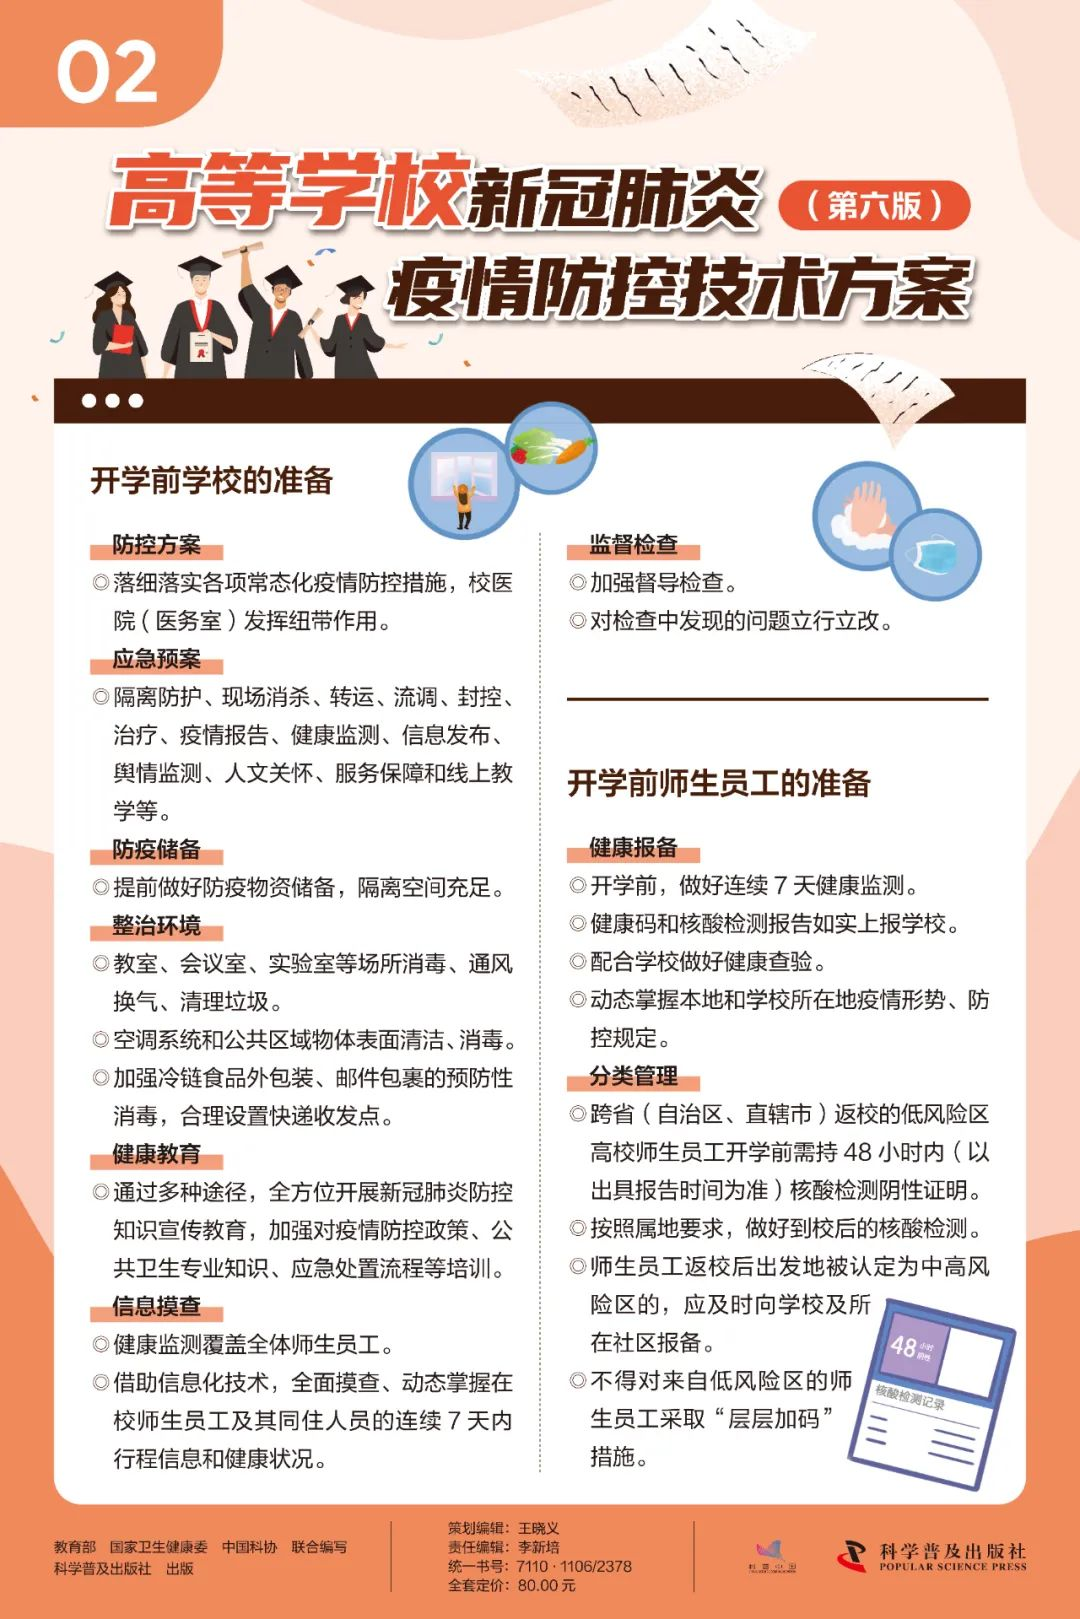 02
高等学校新冠肺炎
（第六版）
疫情防控技术方案
开学前学校的准备
防控方案
◎落细落实各项常态化疫情防控措施，校医
院（医务室）发挥纽带作用。
应急预案
◎隔离防护、现场消杀、转运、流调、封控、
治疗、疫情报告、健康监测、信息发布、
舆情监测、人文关怀、服务保障和线上教
学等。
防疫储备
◎提前做好防疫物资储备，隔离空间充足。
整治环境
◎教室、会议室、实验室等场所消毒、通风
换气、清理垃圾。
◎空调系统和公共区域物体表面清洁、消毒。
◎加强冷链食品外包装、邮件包裹的预防性
消毒，合理设置快递收发点。
健康教育
◎通过多种途径，全方位开展新冠肺炎防控
知识宣传教育，加强对疫情防控政策、公
共卫生专业知识、应急处置流程等培训。
信息摸查
◎健康监测覆盖全体师生员工。
◎借助信息化技术，全面摸查、动态掌握在
校师生员工及其同住人员的连续 7 天内
行程信息和健康状况。
监督检查
◎加强督导检查。
◎对检查中发现的问题立行立改。
开学前师生员工的准备
健康报备
◎开学前，做好连续 7 天健康监测。
◎健康码和核酸检测报告如实上报学校。
◎配合学校做好健康查验。
◎动态掌握本地和学校所在地疫情形势、防
控规定。
分类管理
◎跨省（自治区、直辖市）返校的低风险区
高校师生员工开学前需持 48 小时内（以
出具报告时间为准）核酸检测阴性证明。
◎按照属地要求，做好到校后的核酸检测。
◎师生员工返校后出发地被认定为中高风
险区的，应及时向学校及所
在社区报备。
◎不得对来自低风险区的师
生员工采取“层层加码”
措施。
48 小时
阴性
核酸检测记录
教育部 国家卫生健康委 中国科协 联合编写
科学普及出版社 出版
策划编辑：王晓义
责任编辑：李新培
统一书号：7110·1106/2378
全套定价：80.00 元
科普中国
科学普及出版社
POPULAR SCIENCE PRESS